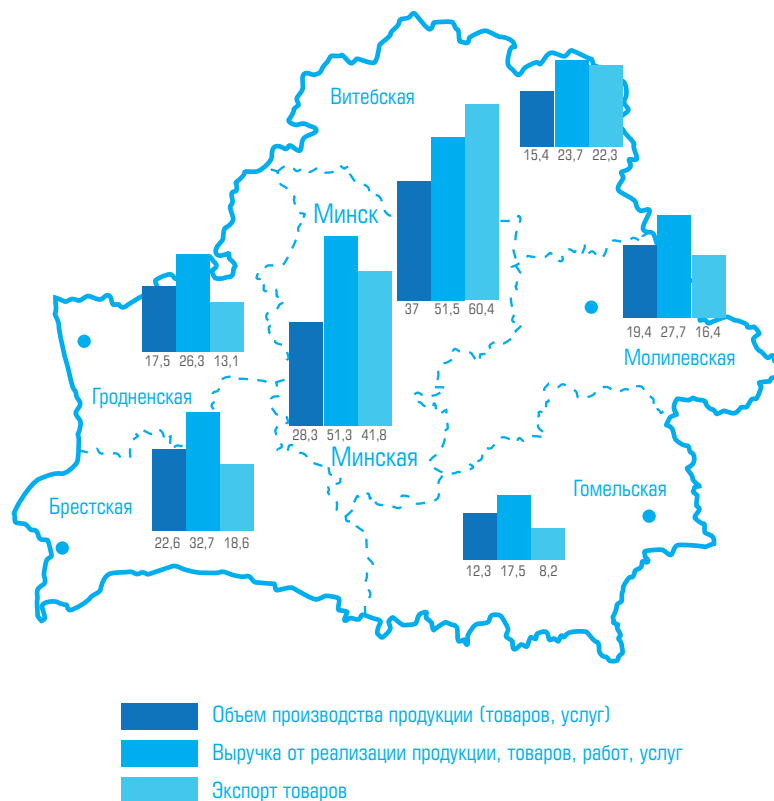 Витебская
15,4 23,7 22,3
Минск
37 51,5 60,4
19,4 27,7 16,4
Молилевская
17,5 26,3 13,1
Гродненская
28,3 51,3 41,8
Минская
22,6 32,7 18,6
Брестская
Гомельская
12,3 17,5 8,2
Объем производства продукции (товаров, услуг)
Выручка от реализации продукции, товаров, работ, услуг
Экспорт товаров